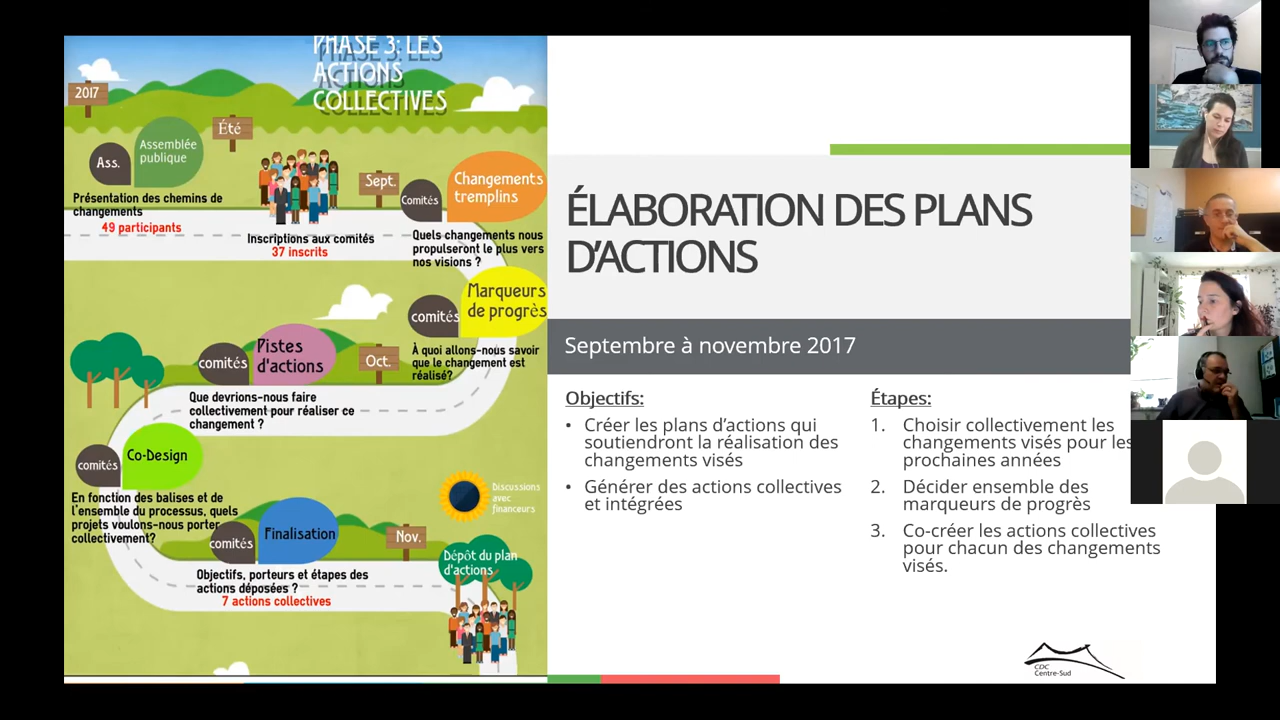 PHASE 3: LES
ACTIONS
COLLECTIVES
2017
Été
Ass.
Assemblée
publique
Présentation des chemins de
changements
49 participants
Inscriptions aux comités
37 inscrits
Sept.
Comités
Changements
tremplins
Quels changements nous
propulseront le plus vers
nos visions ?
comités
Marqueurs
de progrès
À quoi allons-nous savoir
que le changement est
réalisé?
Oct.
comités
Pistes
d'actions
Que devrions-nous faire
collectivement pour réaliser ce
changement ?
comités
Co-Design
En fonction des balises et de
l'ensemble du processus, quels
projets voulons-nous porter
collectivement?
comités
Finalisation
Objectifs, porteurs et étapes des
actions déposées ?
7 actions collectives
Discussions
avec
financeurs
Nov.
Dépôt du plan
d'actions
ÉLABORATION DES PLANS
D'ACTIONS
Septembre à novembre 2017
Objectifs:
• Créer les plans d'actions qui
soutiendront la réalisation des
changements visés
• Générer des actions collectives
et intégrées
Étapes:
1. Choisir collectivement les
changements visés pour les
prochaines années
2. Décider ensemble des
marqueurs de progrès
3. Co-créer les actions collectives
pour chacun des changements
visés.
CDC
Centre-Sud